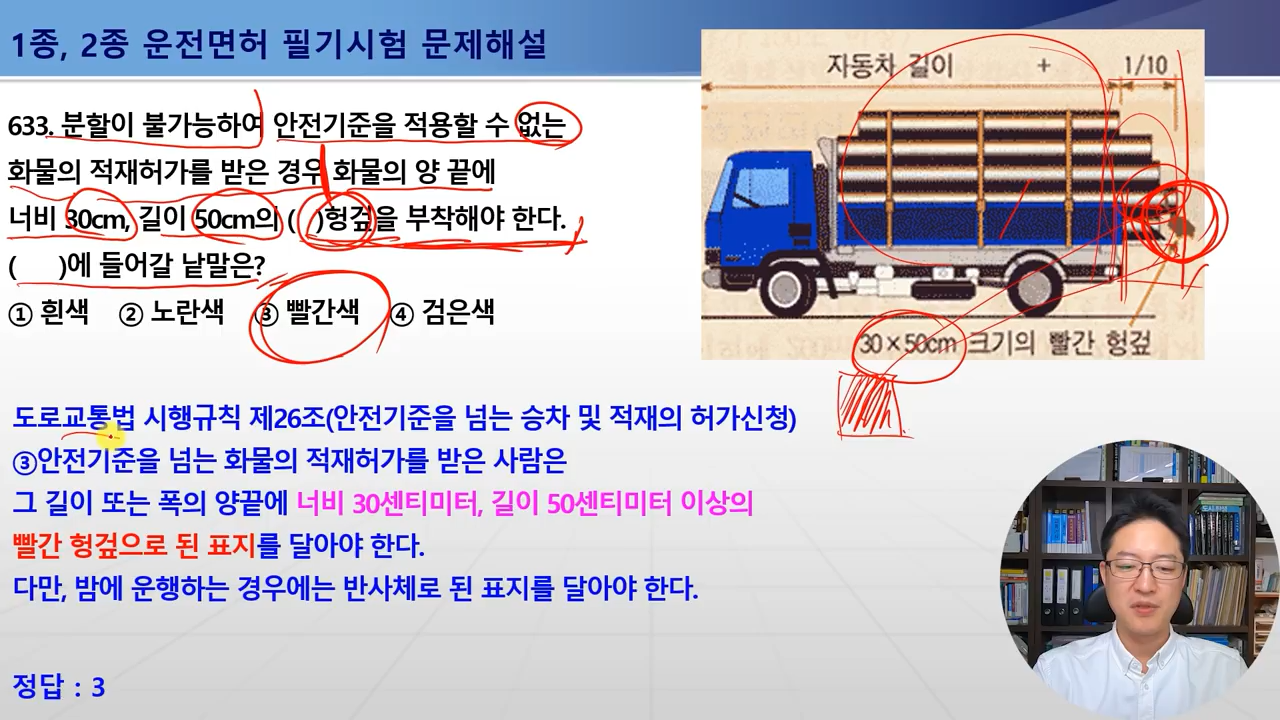 1종, 2종 운전면허 필기시험 문제해설
자동차 길이 + 1/10
633. 분할이 불가능하여 안전기준을 적용할 수 없는
화물의 적재허가를 받은 경우 화물의 양 끝에
너비 30cm, 길이 50cm의 ( )헝겊을 부착해야 한다.
( )에 들어갈 낱말은?
① 흰색 ② 노란색 ③ 빨간색 ④ 검은색
30×50cm 크기의 빨간 헝겊
도로교통법 시행규칙 제26조(안전기준을 넘는 승차 및 적재의 허가신청)
③안전기준을 넘는 화물의 적재허가를 받은 사람은
그 길이 또는 폭의 양끝에 너비 30센티미터, 길이 50센티미터 이상의
빨간 헝겊으로 된 표지를 달아야 한다.
다만, 밤에 운행하는 경우에는 반사체로 된 표지를 달아야 한다.
정답 : 3